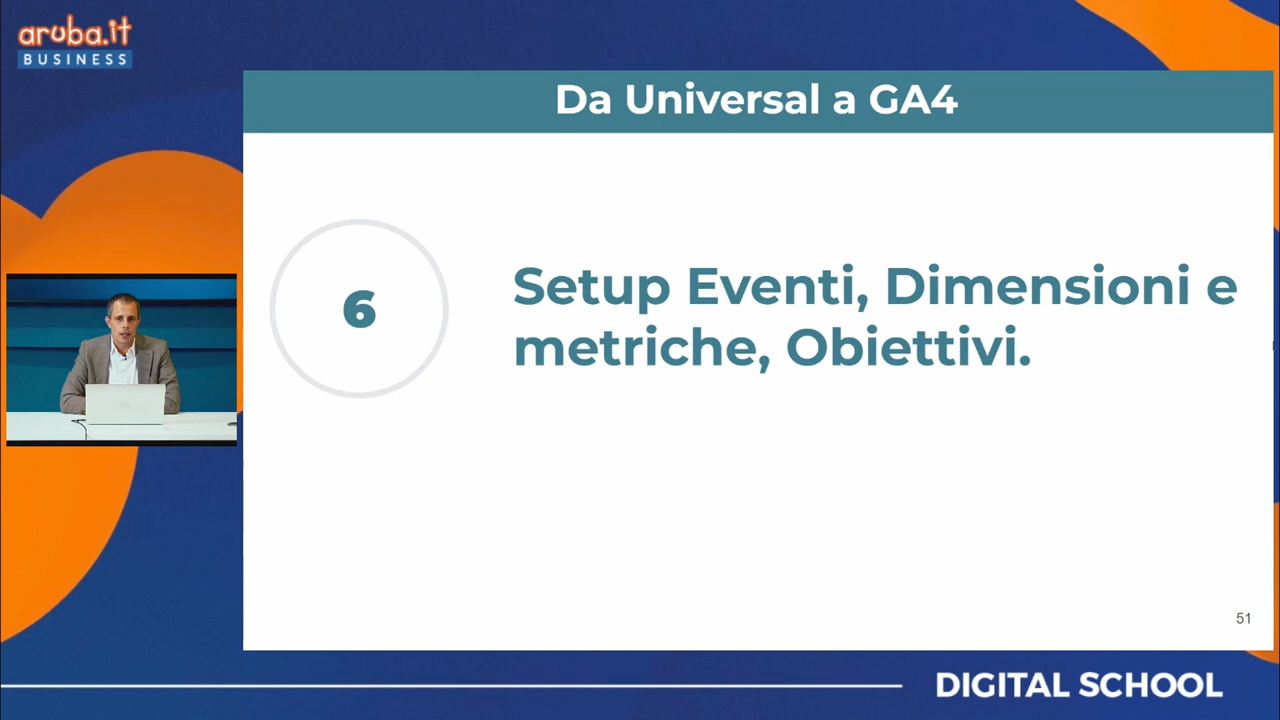 aruba.it
BUSINESS
Da Universal a GA4
6
Setup Eventi, Dimensioni e
metriche, Obiettivi.
51
DIGITAL SCHOOL